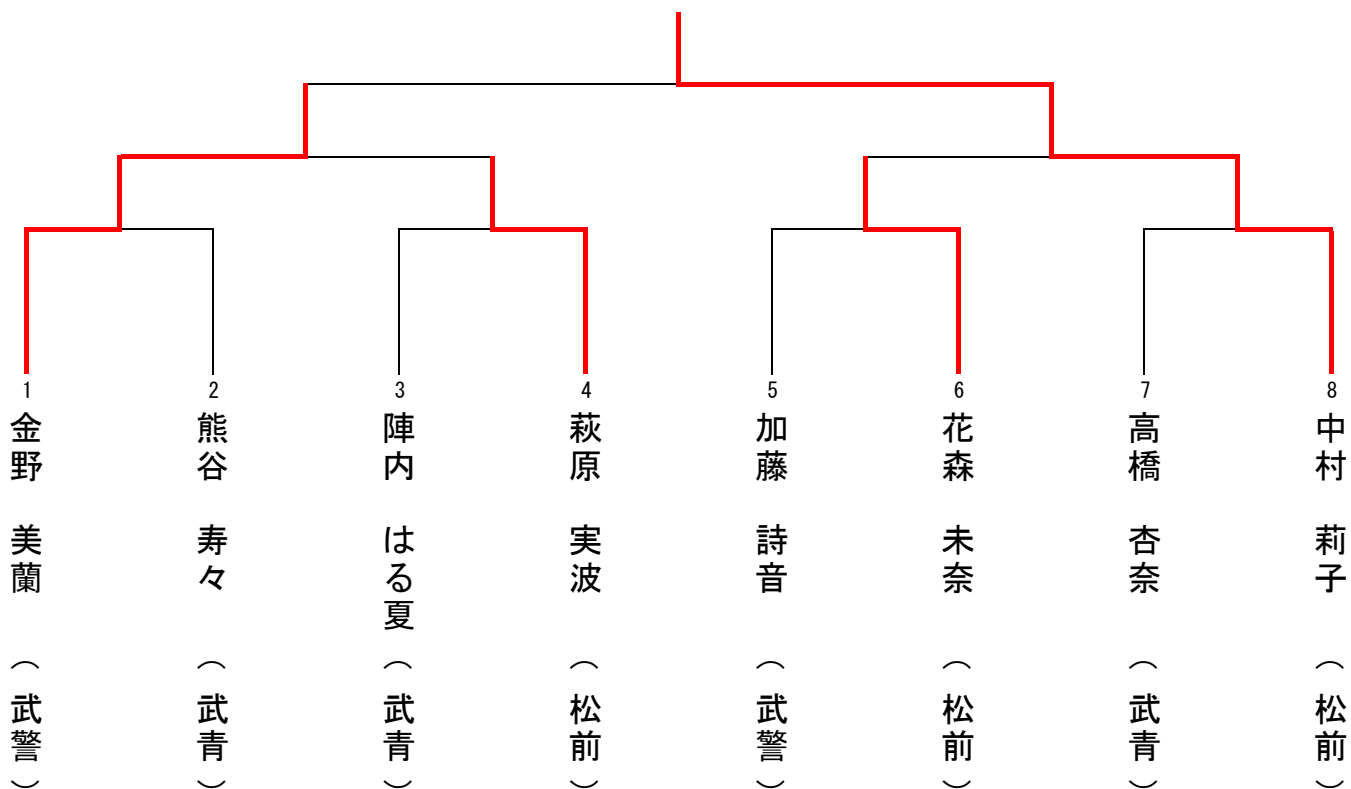 1
金野 美蘭 （武警）
2
熊谷 寿々 （武青）
3
陣内 はる夏 （武青）
4
萩原 実波 （松前）
5
加藤 詩音 （武警）
6
花森 未奈 （松前）
7
高橋 杏奈 （武青）
8
中村 莉子 （松前）